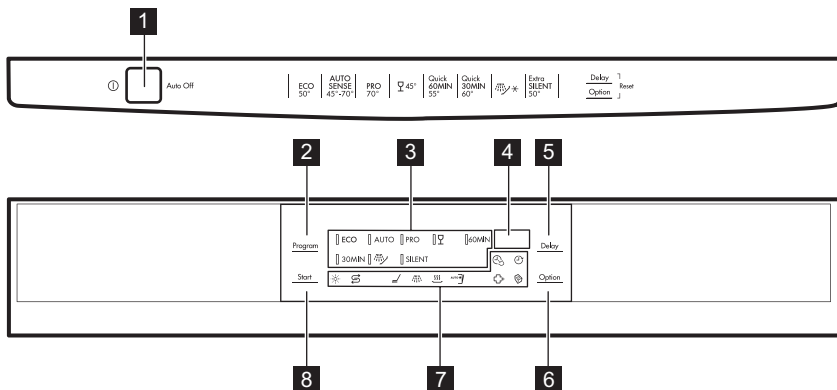 1
Auto Off
ECO 50°
AUTO SENSE 45°-70°
PRO 70°
45°
Quick 60MIN 55°
Quick 30MIN 60°
Extra SILENT 50°
Delay
Option
Reset
2
3
4
5
Program
ECO AUTO PRO 60MIN
Delay
30MIN SILENT
Start
AUTO
Option
8
7
6